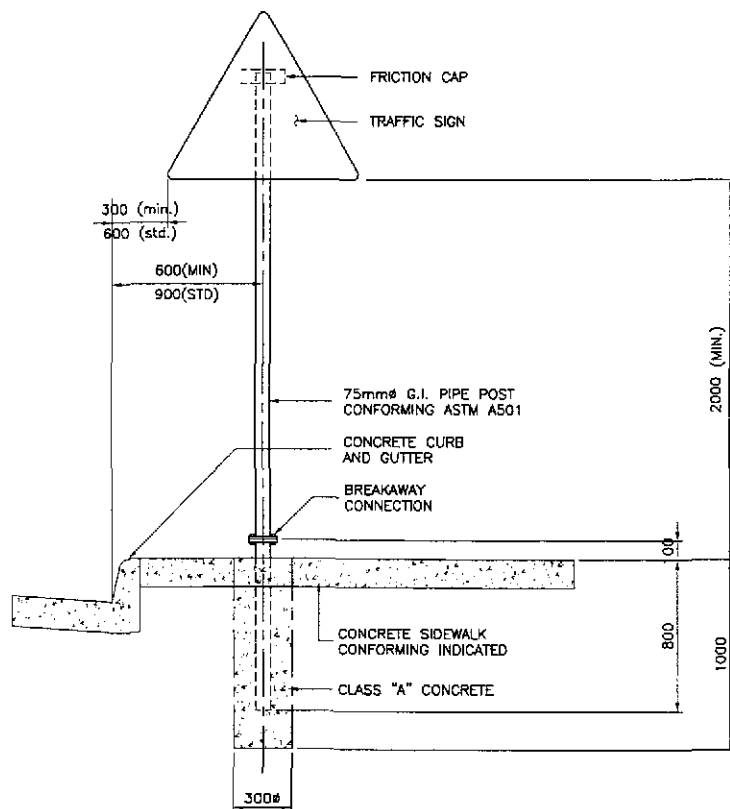 FRICTION CAP
TRAFFIC SIGN
300 (min.)
600 (std.)
600(MIN)
900(STD)
2000 (MIN.)
75mmø G.I. PIPE POST
CONFORMING ASTM A501
CONCRETE CURB
AND GUTTER
BREAKAWAY
CONNECTION
00
800
1000
CONCRETE SIDEWALK
CONFORMING INDICATED
CLASS "A" CONCRETE
300ø